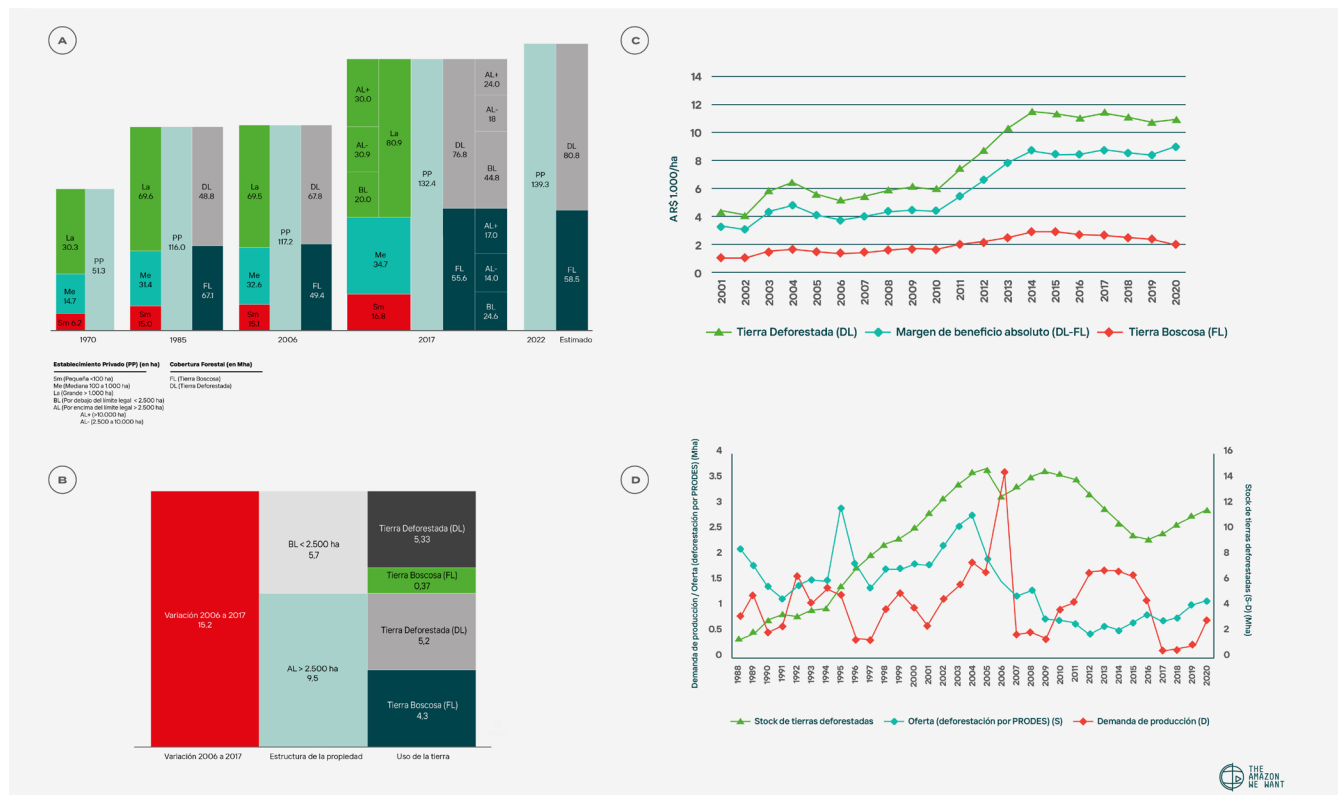 A
La
30.3
Me
14.7
Sm 6.2
PP
51.3
La
69.6
Me
31.4
Sm
15.0
PP
116.0
DL
48.8
FL
67.1
La
69.5
Me
32.6
Sm
15.1
PP
117.2
DL
67.8
FL
49.4
AL+
30.0
AL-
30.9
BL
20.0
La
80.9
Me
34.7
Sm
16.8
PP
132.4
DL
76.8
FL
55.6
AL+
24.0
AL-
18
BL
44.8
AL+
17.0
AL-
14.0
BL
24.6
PP
139.3
DL
80.8
FL
58.5
1970
1985
2006
2017
2022
Estimado
Establecimiento Privado (PP) (en ha)
Sm (Pequeña <100 ha)
Me (Mediana 100 a 1.000 ha)
La (Grande > 1.000 ha)
BL (Por debajo del límite legal < 2.500 ha)
AL (Por encima del límite legal > 2.500 ha)
AL+ (>10.000 ha)
AL- (2.500 a 10.000 ha)
Cobertura Forestal (en Mha)
FL (Tierra Boscosa)
DL (Tierra Deforestada)
B
Variación 2006 a 2017
15,2
BL < 2.500 ha
5,7
AL > 2.500 ha
9.5
Tierra Deforestada (DL)
5,33
Tierra Boscosa (FL)
0,37
Tierra Deforestada (DL)
5,2
Tierra Boscosa (FL)
4,3
Variación 2006 a 2017
Estructura de la propiedad
Uso de la tierra
C
A R$ 1.000/ha
14
12
10
8
6
4
2
0
2001
2002
2003
2004
2005
2006
2007
2008
2009
2010
2011
2012
2013
2014
2015
2016
2017
2018
2019
2020
Tierra Deforestada (DL)
Margen de beneficio absoluto (DL-FL)
Tierra Boscosa (FL)
D
Demanda de producción / Oferta (deforestación por PRODES) (Mha)
4
3.5
3
2.5
2
1.5
1
0.5
0
16
14
12
10
8
6
4
2
0
Stock de tierras deforestadas (S-D) (Mha)
1988
1989
1990
1991
1992
1993
1994
1995
1996
1997
1998
1999
2000
2001
2002
2003
2004
2005
2006
2007
2008
2009
2010
2011
2012
2013
2014
2015
2016
2017
2018
2019
2020
Stock de tierras deforestadas
Oferta (deforestación por PRODES) (S)
Demanda de producción (D)
THE
AMAZON
WE WANT